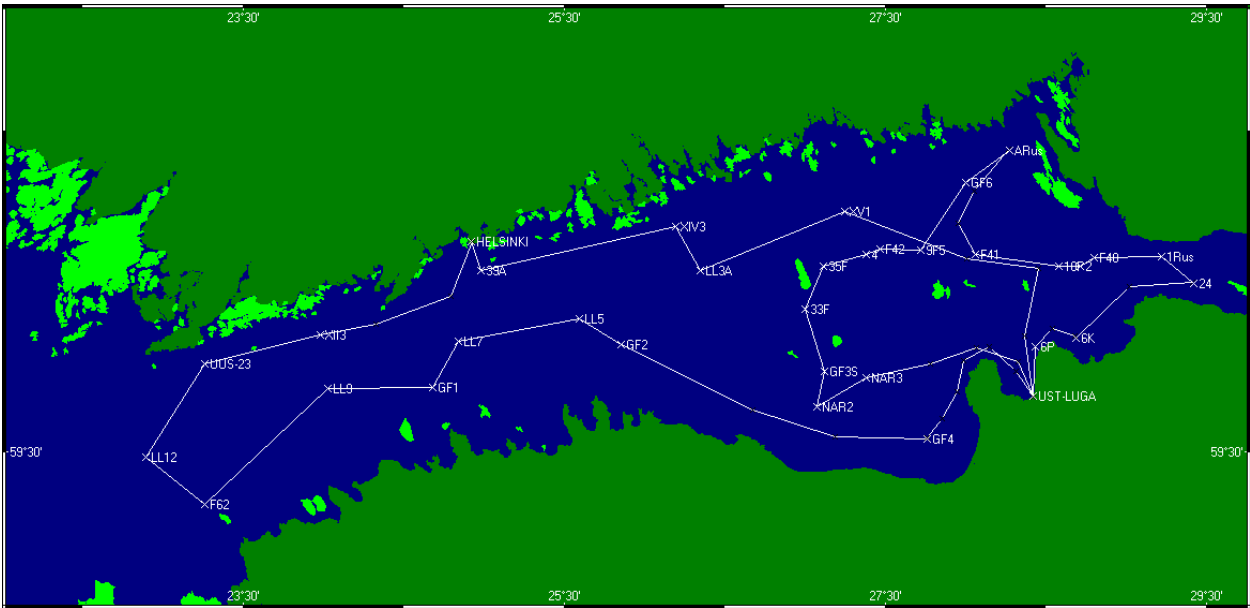 23°30'
25°30'
27°30'
29°30'
ARus
GF6
XV1
XIV3
HELSINKI
39A
LL3A
F42
4
9F5
35F
F41
10R2
F40
1Rus
24
33F
LL5
XII3
LL7
GF2
6P
6K
UUS-23
GF3S
NAR3
LL9
GF1
UST-LUGA
NAR2
GF4
59°30'
59°30'
LL12
F62
23°30'
25°30'
27°30'
29°30'